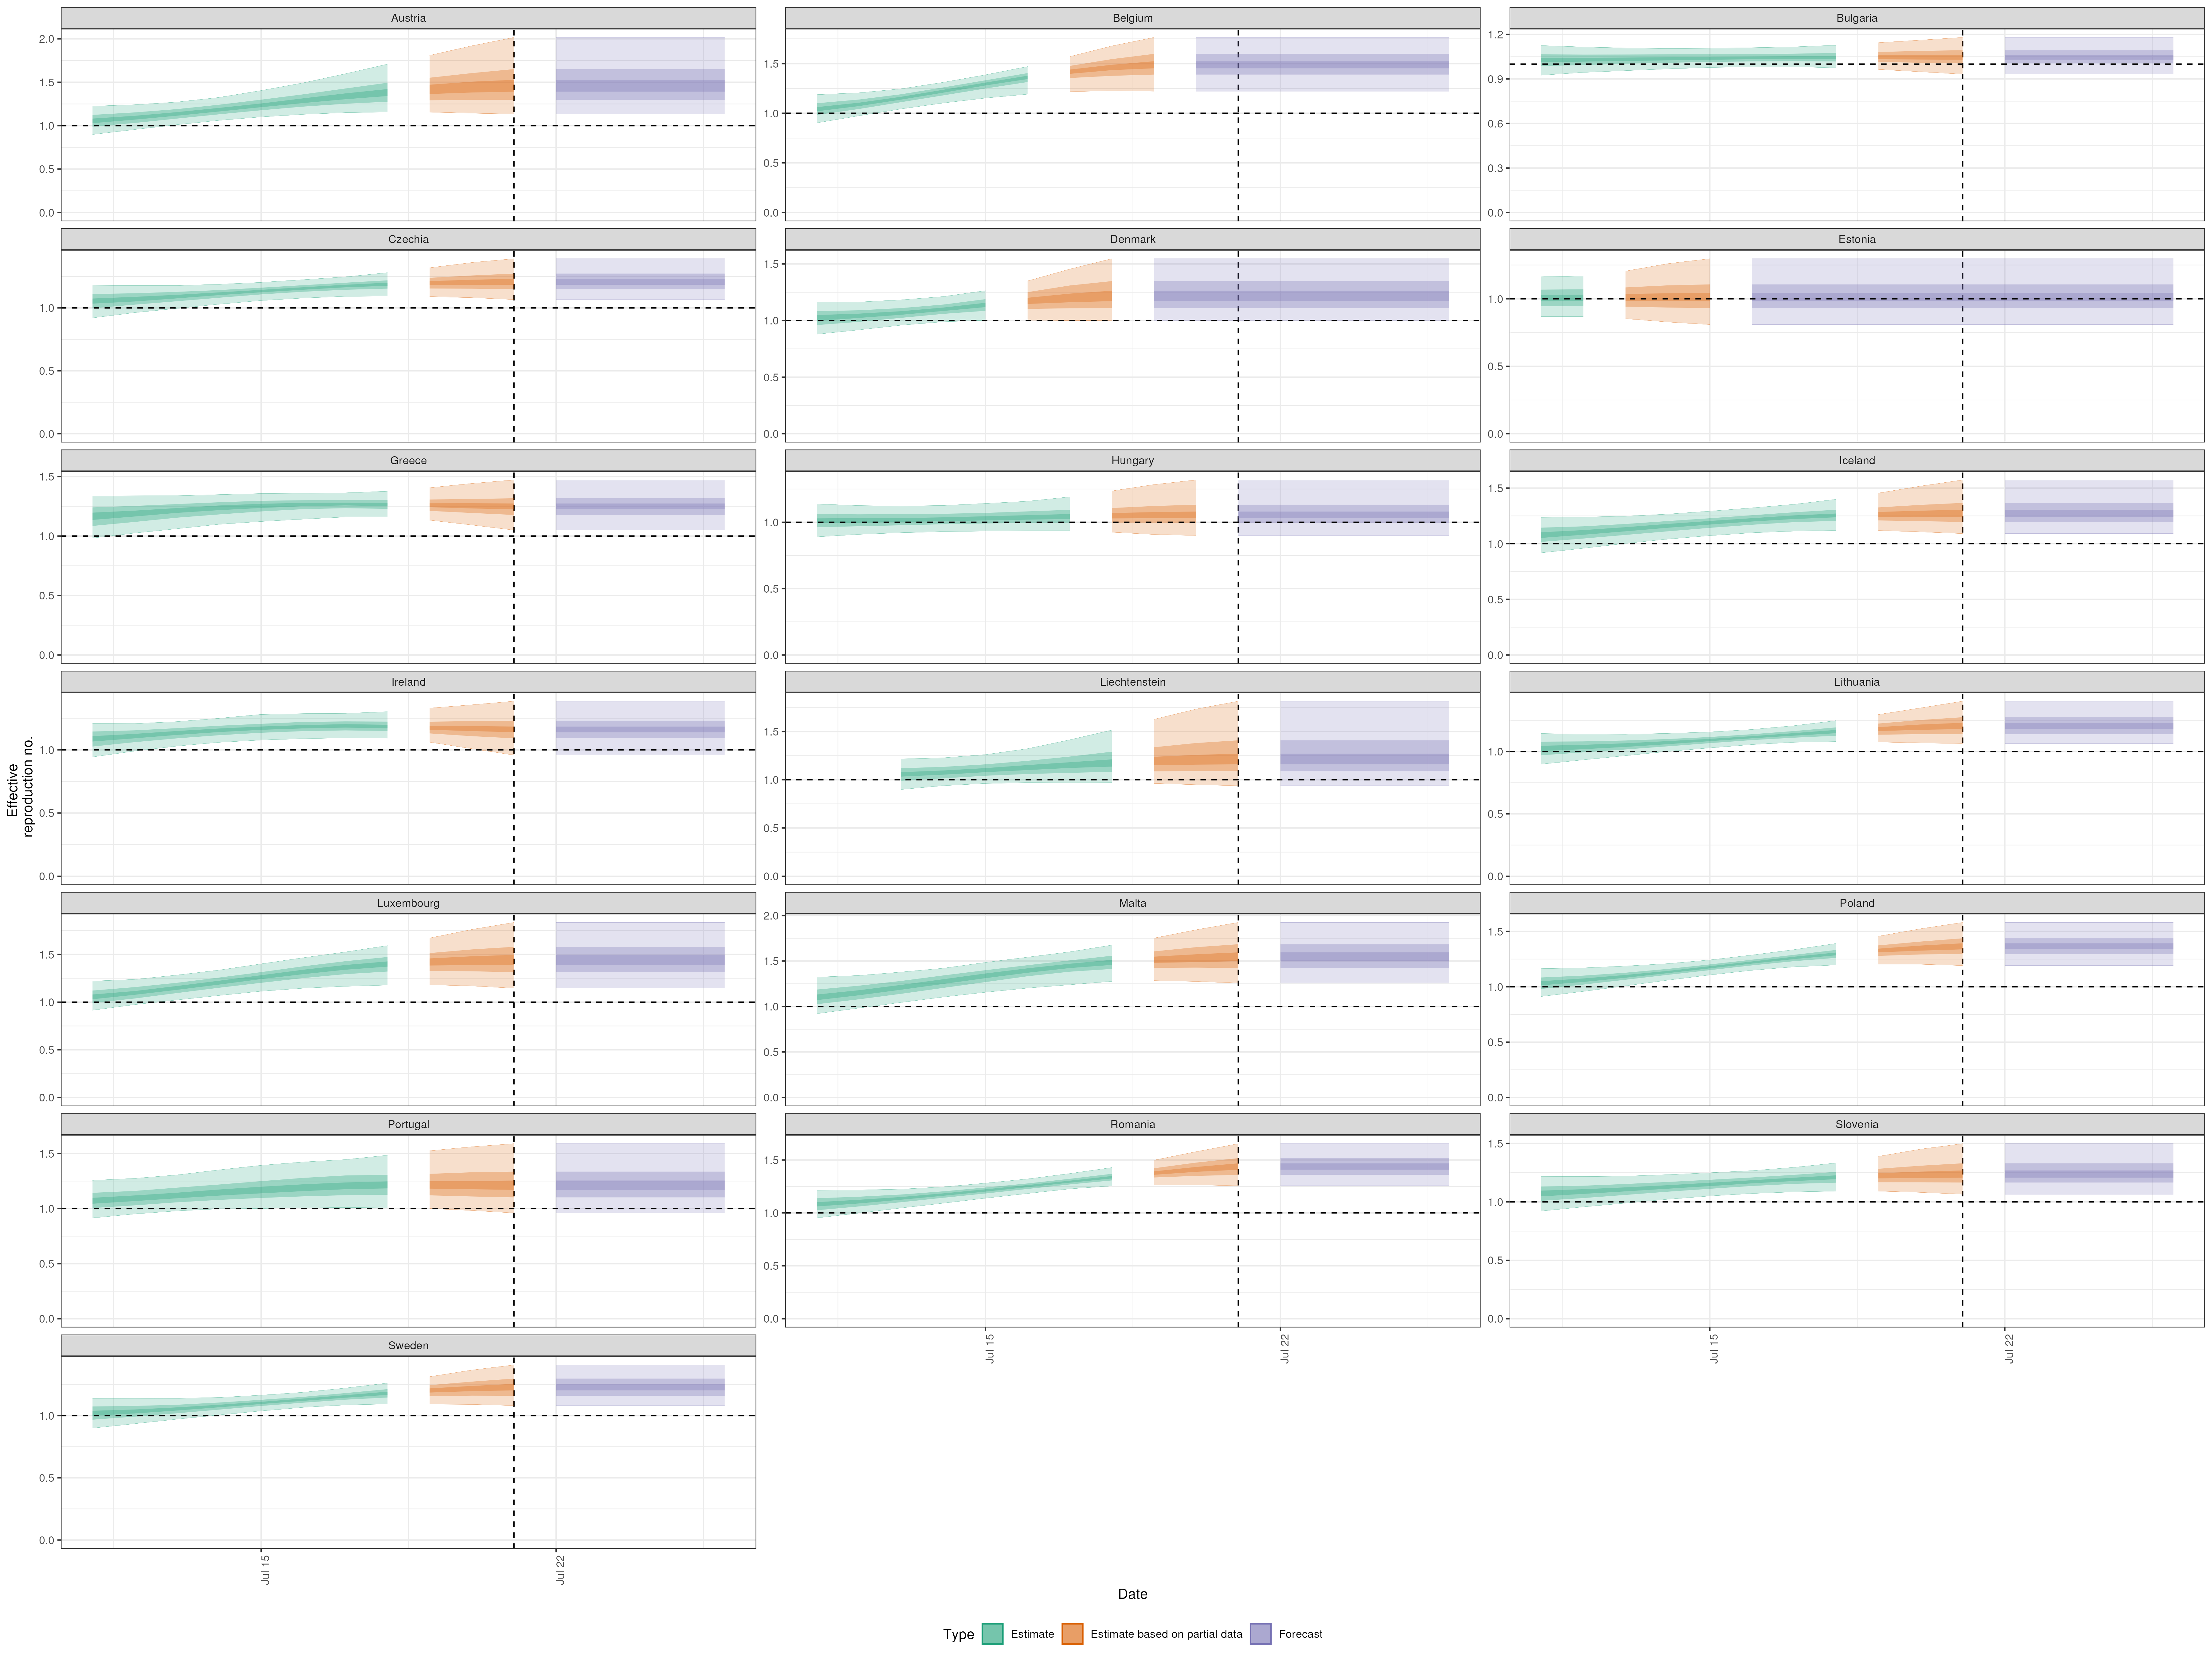 Austria
2.0
1.5
1.0
0.5
0.0
Belgium
1.5
1.0
0.5
0.0
Bulgaria
1.2
0.9
0.6
0.3
0.0
Czechia
1.0
0.5
0.0
Denmark
1.5
1.0
0.5
0.0
Estonia
1.0
0.5
0.0
Greece
1.5
1.0
0.5
0.0
Hungary
1.0
0.5
0.0
Iceland
1.5
1.0
0.5
0.0
Effective
reproduction no.
Ireland
1.0
0.5
0.0
Liechtenstein
1.5
1.0
0.5
0.0
Lithuania
1.0
0.5
0.0
Luxembourg
1.5
1.0
0.5
0.0
Malta
2.0
1.5
1.0
0.5
0.0
Poland
1.5
1.0
0.5
0.0
Portugal
1.5
1.0
0.5
0.0
Romania
1.5
1.0
0.5
0.0
Jul 15
Jul 22
Slovenia
1.5
1.0
0.5
0.0
Jul 15
Jul 22
Sweden
1.0
0.5
0.0
Jul 15
Jul 22
Date
Type Estimate Estimate based on partial data Forecast